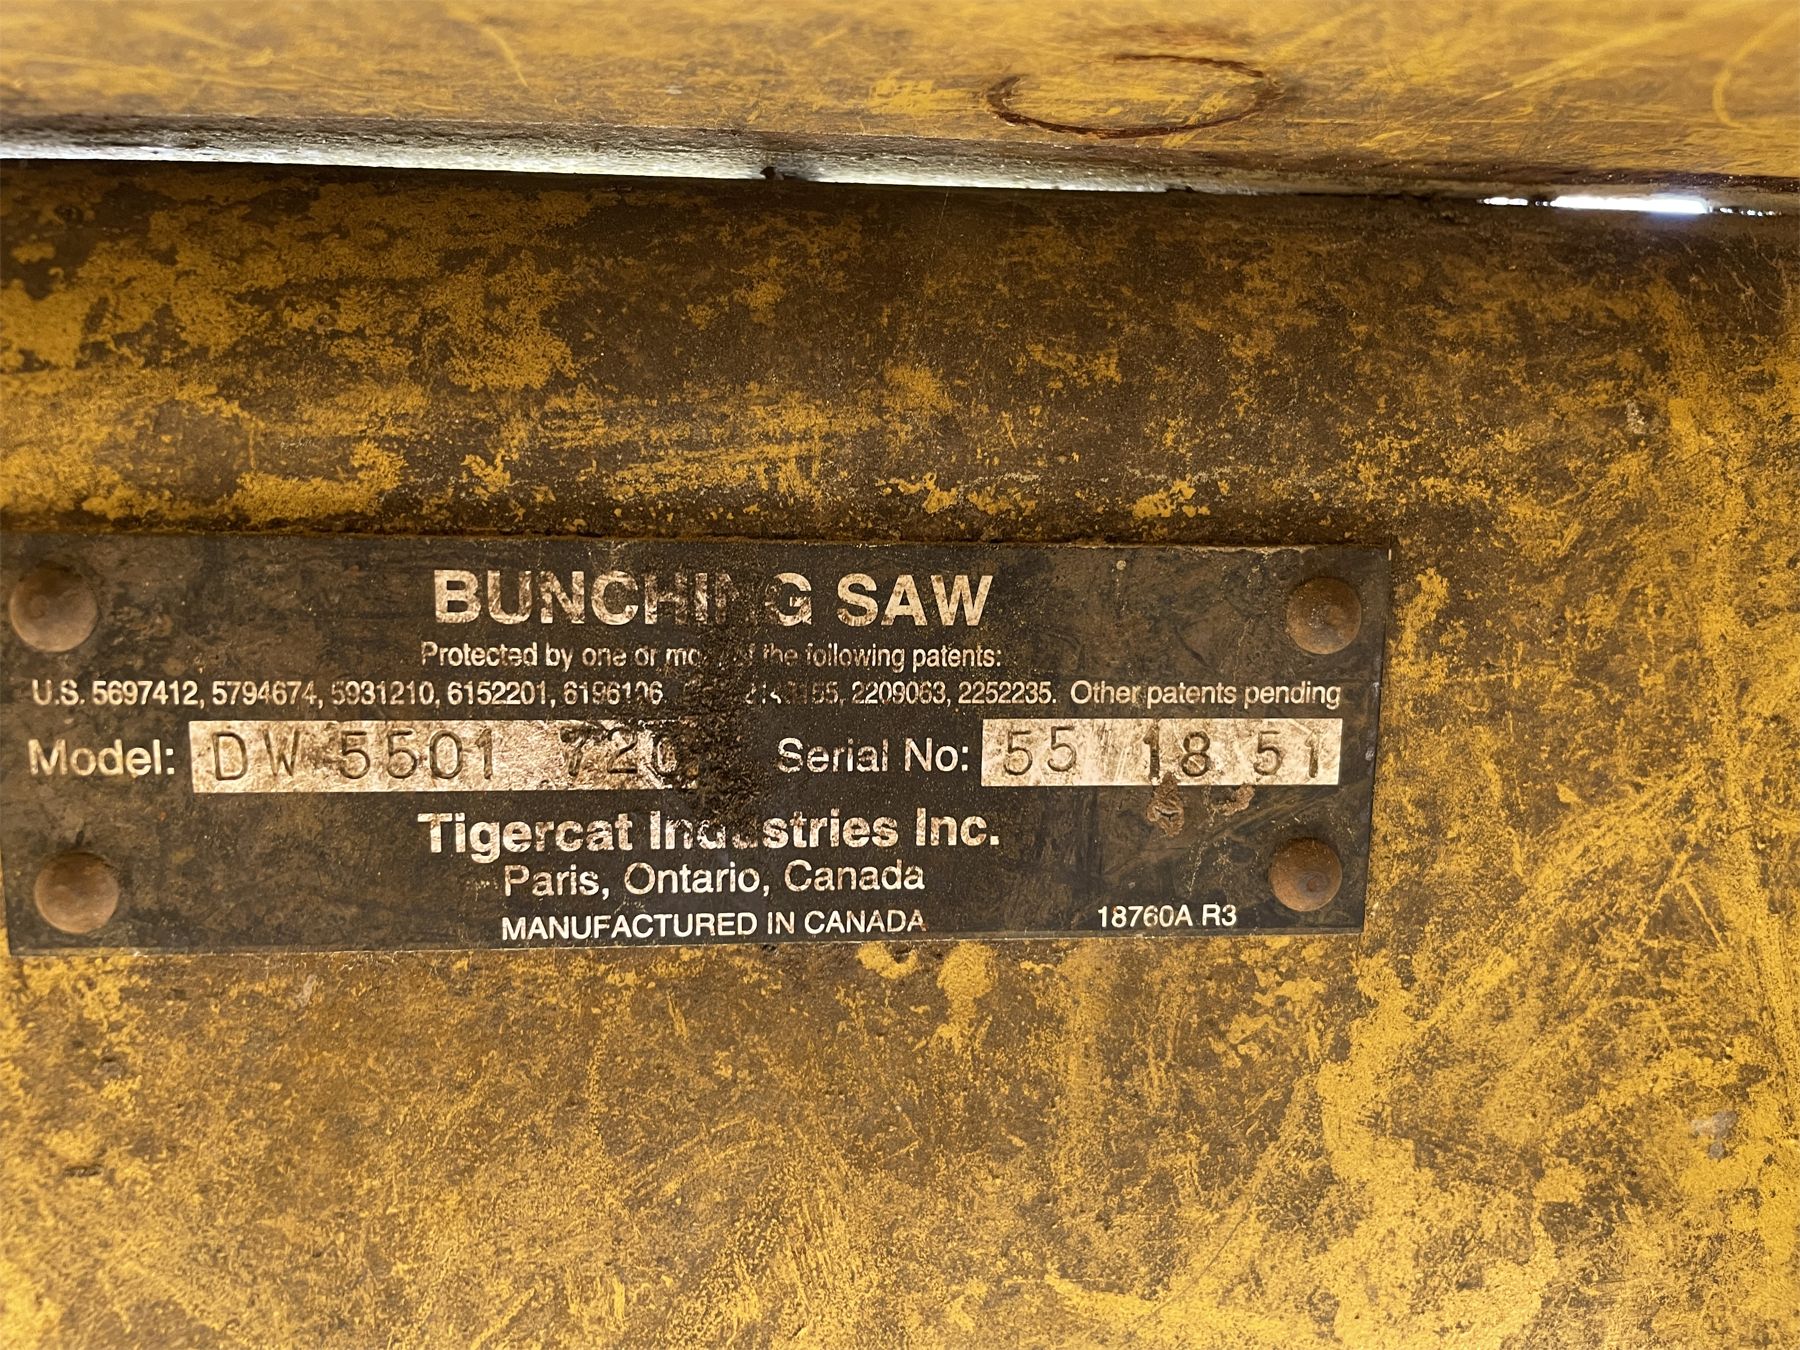 BUNCHING SAW
Protected by one or more of the following patents:
U.S. 5697412, 5794674, 5931210, 6152201, 6196106 2209063, 2252235. Other patents pending
Model: DW 5501 720 Serial No: 55 18 51
Tigercat Industries Inc.
Paris, Ontario, Canada
MANUFACTURED IN CANADA 18760A R3